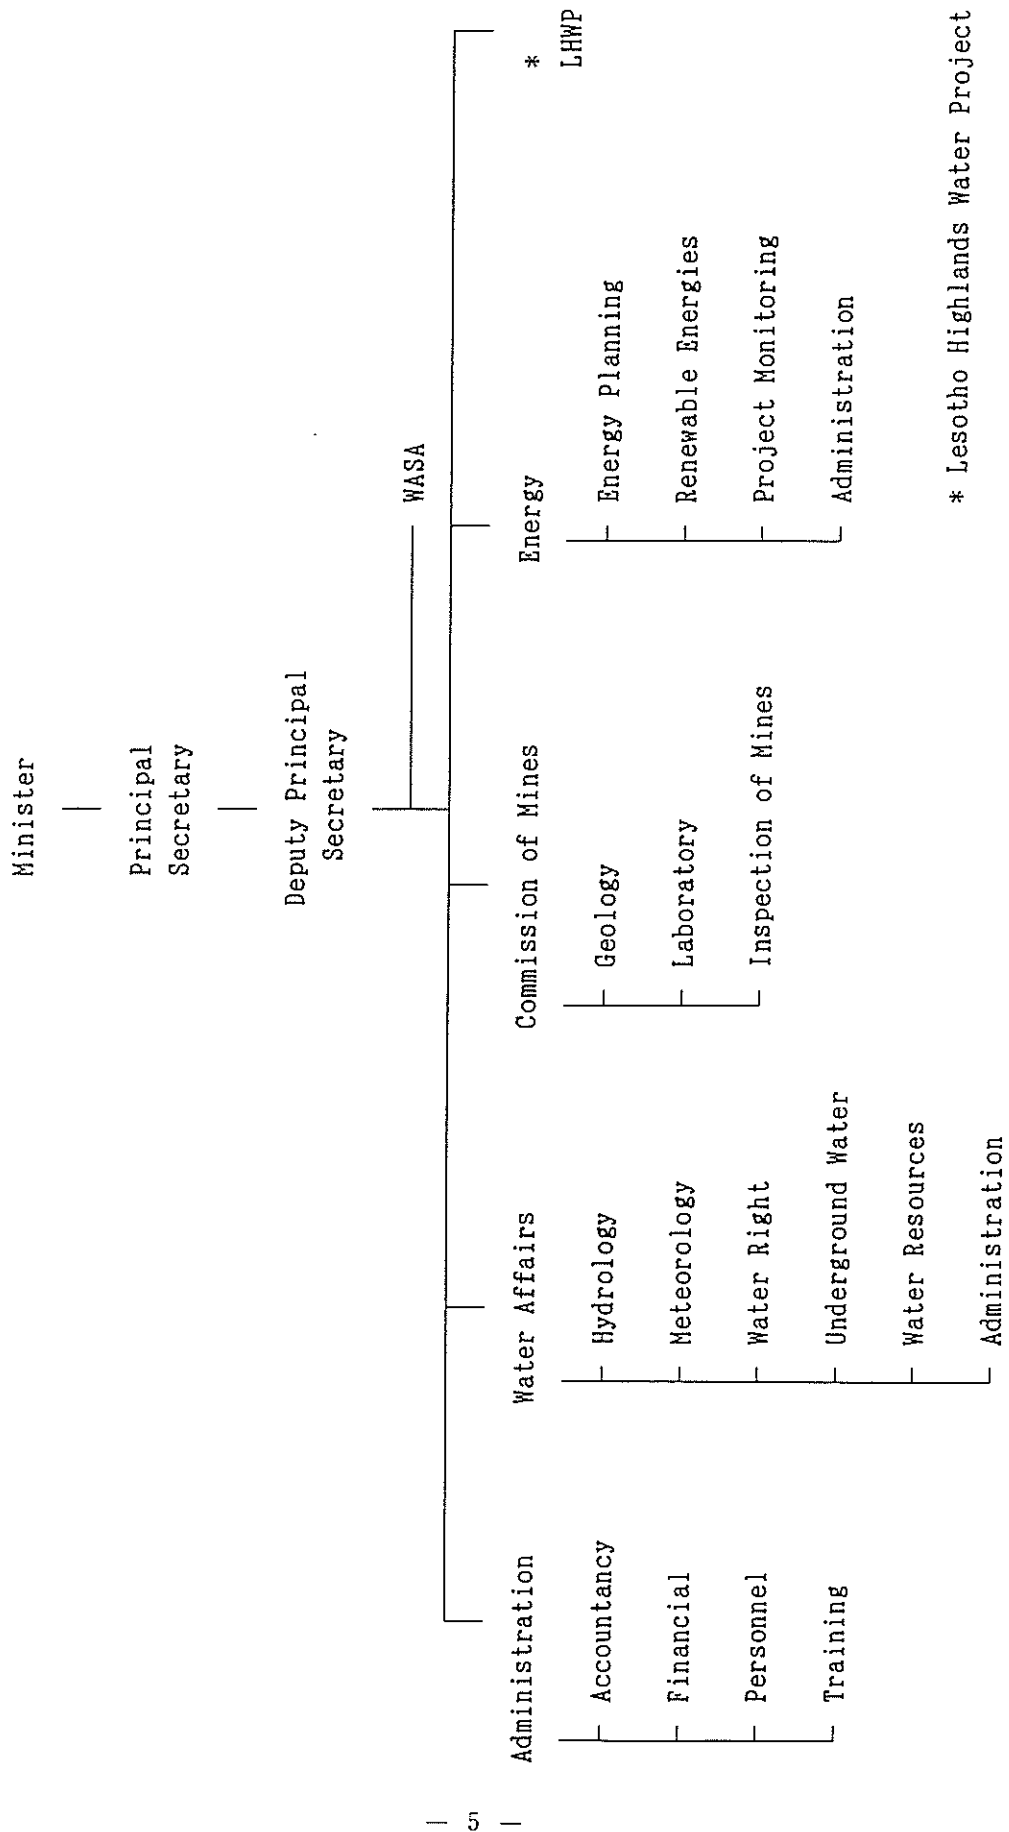 Minister
Principal
Secretary
Deputy Principal
Secretary
WASA
Administration
Accountancy
Financial
Personnel
Training
Water Affairs
Hydrology
Meteorology
Water Right
Underground Water
Water Resources
Administration
Commission of Mines
Geology
Laboratory
Inspection of Mines
Energy
Energy Planning
Renewable Energies
Project Monitoring
Administration
*
LHWP
* Lesotho Highlands Water Project
— 5 —